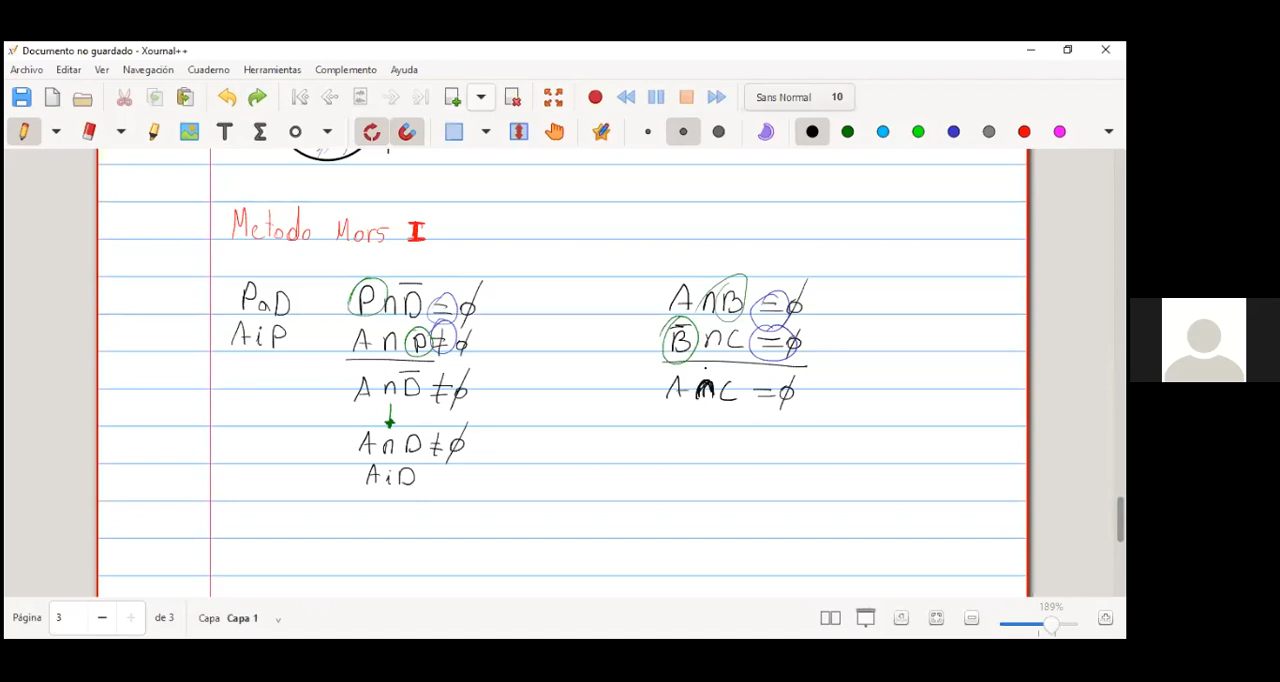 Documento no guardado - Xournal++
Archivo Editar Ver Navegación Cuaderno Herramientas Complemento Ayuda
Sans Normal 10
Metodo Mors I
PaD
AiP
P∩D̅ = ∅
A∩P ≠ ∅
A∩D̅ ≠ ∅
A∩D ≠ ∅
AiD
A∩B = ∅
B̅∩C = ∅
A∩C = ∅
Página 3 de 3 Capa Capa 1 189%